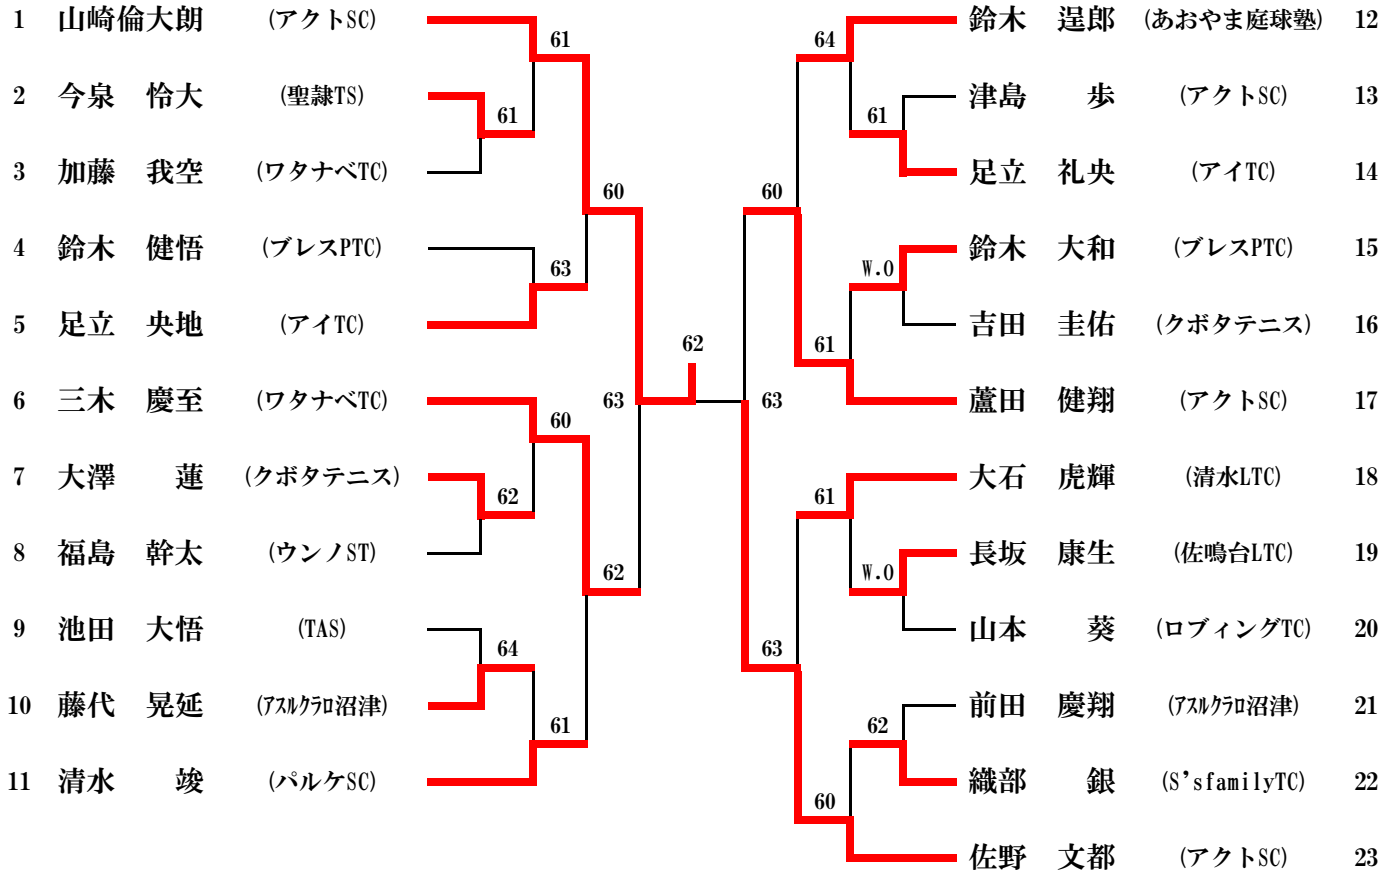 1 山崎倫大朗 (アクトSC)
2 今泉 怜大 (聖隷TS)
3 加藤 我空 (ワタナベTC)
4 鈴木 健悟 (ブレスPTC)
5 足立 央地 (アイTC)
6 三木 慶至 (ワタナベTC)
7 大澤 蓮 (クボタテニス)
8 福島 幹太 (ウンノST)
9 池田 大悟 (TAS)
10 藤代 晃延 (アスルクラロ沼津)
11 清水 竣 (パルケSC)
61
61
60
63
63
60
62
62
64
61
62
64
61
60
W.O
61
63
61
W.O
63
62
60
鈴木 逞郎 (あおやま庭球塾) 12
津島 歩 (アクトSC) 13
足立 礼央 (アイTC) 14
鈴木 大和 (ブレスPTC) 15
吉田 圭佑 (クボタテニス) 16
蘆田 健翔 (アクトSC) 17
大石 虎輝 (清水LTC) 18
長坂 康生 (佐鳴台LTC) 19
山本 葵 (ロブィングTC) 20
前田 慶翔 (アスルクラロ沼津) 21
織部 銀 (S’sfamilyTC) 22
佐野 文都 (アクトSC) 23